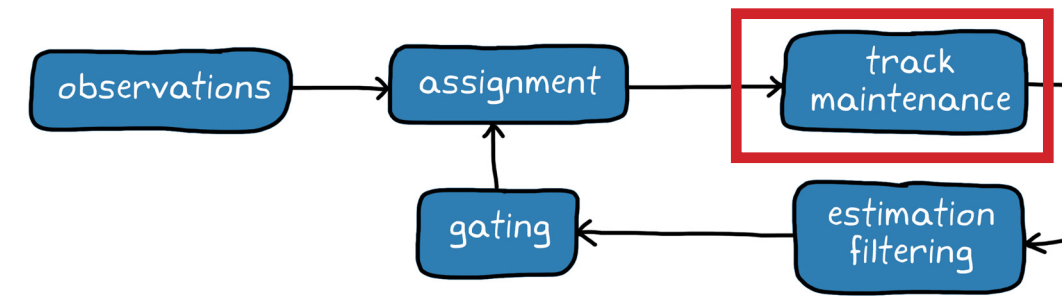 observations
assignment
track
maintenance
gating
estimation
filtering